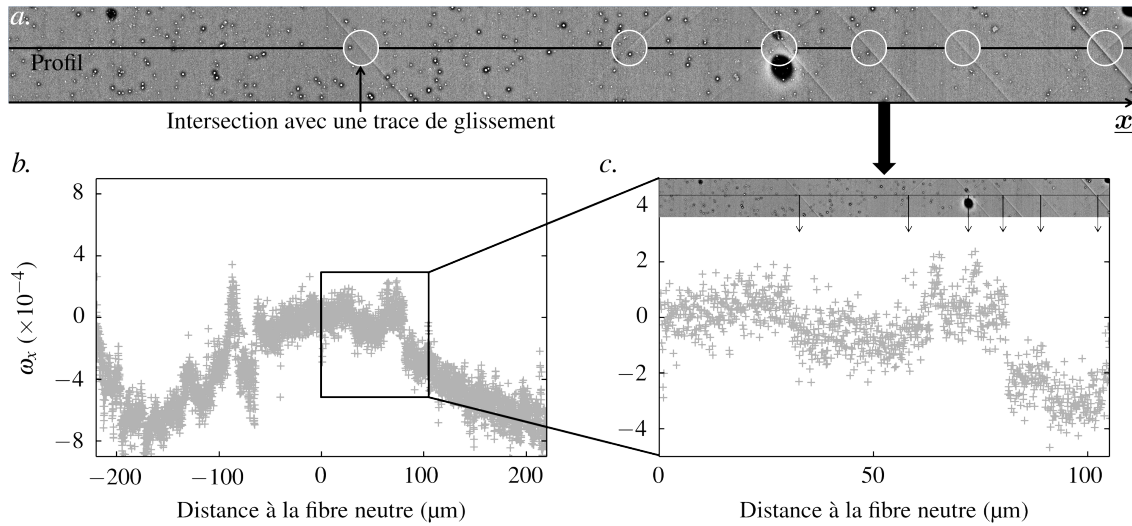 a.
Profil
Intersection avec une trace de glissement
x
b.
8
4
0
−4
−8
ω_x (×10⁻⁴)
−200 −100 0 100 200
Distance à la fibre neutre (μm)
c.
4
2
0
−2
−4
0 50 100
Distance à la fibre neutre (μm)